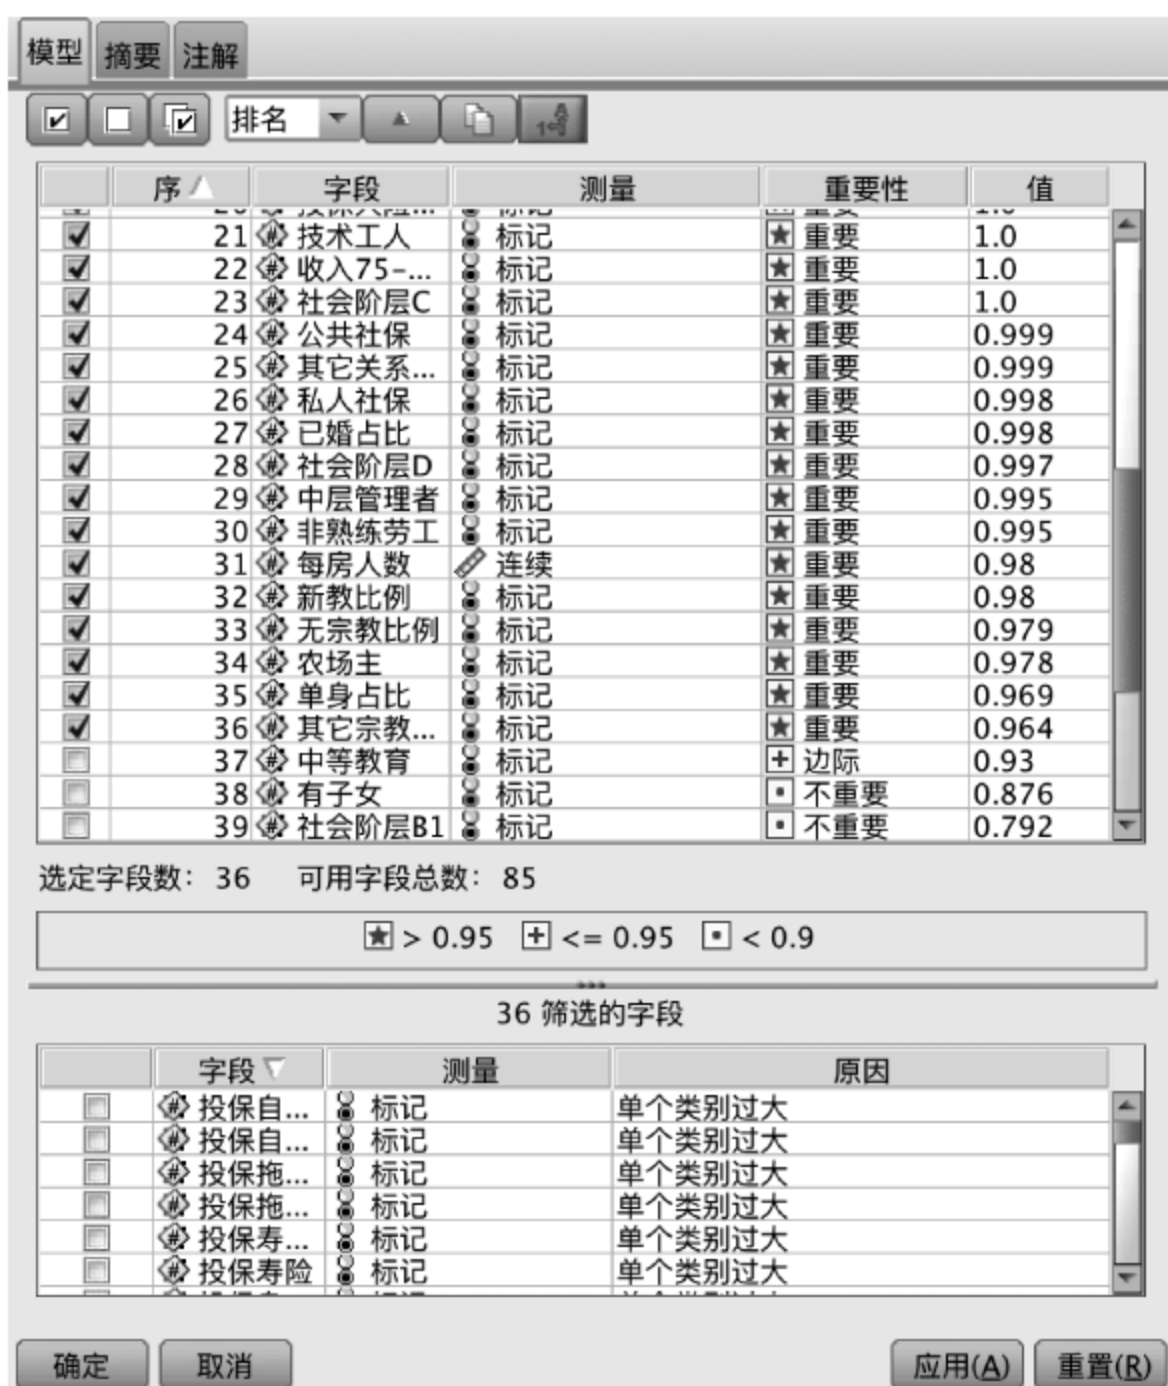 模型 摘要 注解
排名
序 字段 测量 重要性 值
21 技术工人 标记 重要 1.0
22 收入75-... 标记 重要 1.0
23 社会阶层C 标记 重要 1.0
24 公共社保 标记 重要 0.999
25 其它关系... 标记 重要 0.999
26 私人社保 标记 重要 0.998
27 已婚占比 标记 重要 0.998
28 社会阶层D 标记 重要 0.997
29 中层管理者 标记 重要 0.995
30 非熟练劳工 标记 重要 0.995
31 每房人数 连续 重要 0.98
32 新教比例 标记 重要 0.98
33 无宗教比例 标记 重要 0.979
34 农场主 标记 重要 0.978
35 单身占比 标记 重要 0.969
36 其它宗教... 标记 重要 0.964
37 中等教育 标记 边际 0.93
38 有子女 标记 不重要 0.876
39 社会阶层B1 标记 不重要 0.792
选定字段数： 36 可用字段总数： 85
> 0.95 <= 0.95 < 0.9
36 筛选的字段
字段 测量 原因
投保自... 标记 单个类别过大
投保自... 标记 单个类别过大
投保拖... 标记 单个类别过大
投保拖... 标记 单个类别过大
投保寿... 标记 单个类别过大
投保寿险 标记 单个类别过大
确定 取消 应用(A) 重置(R)